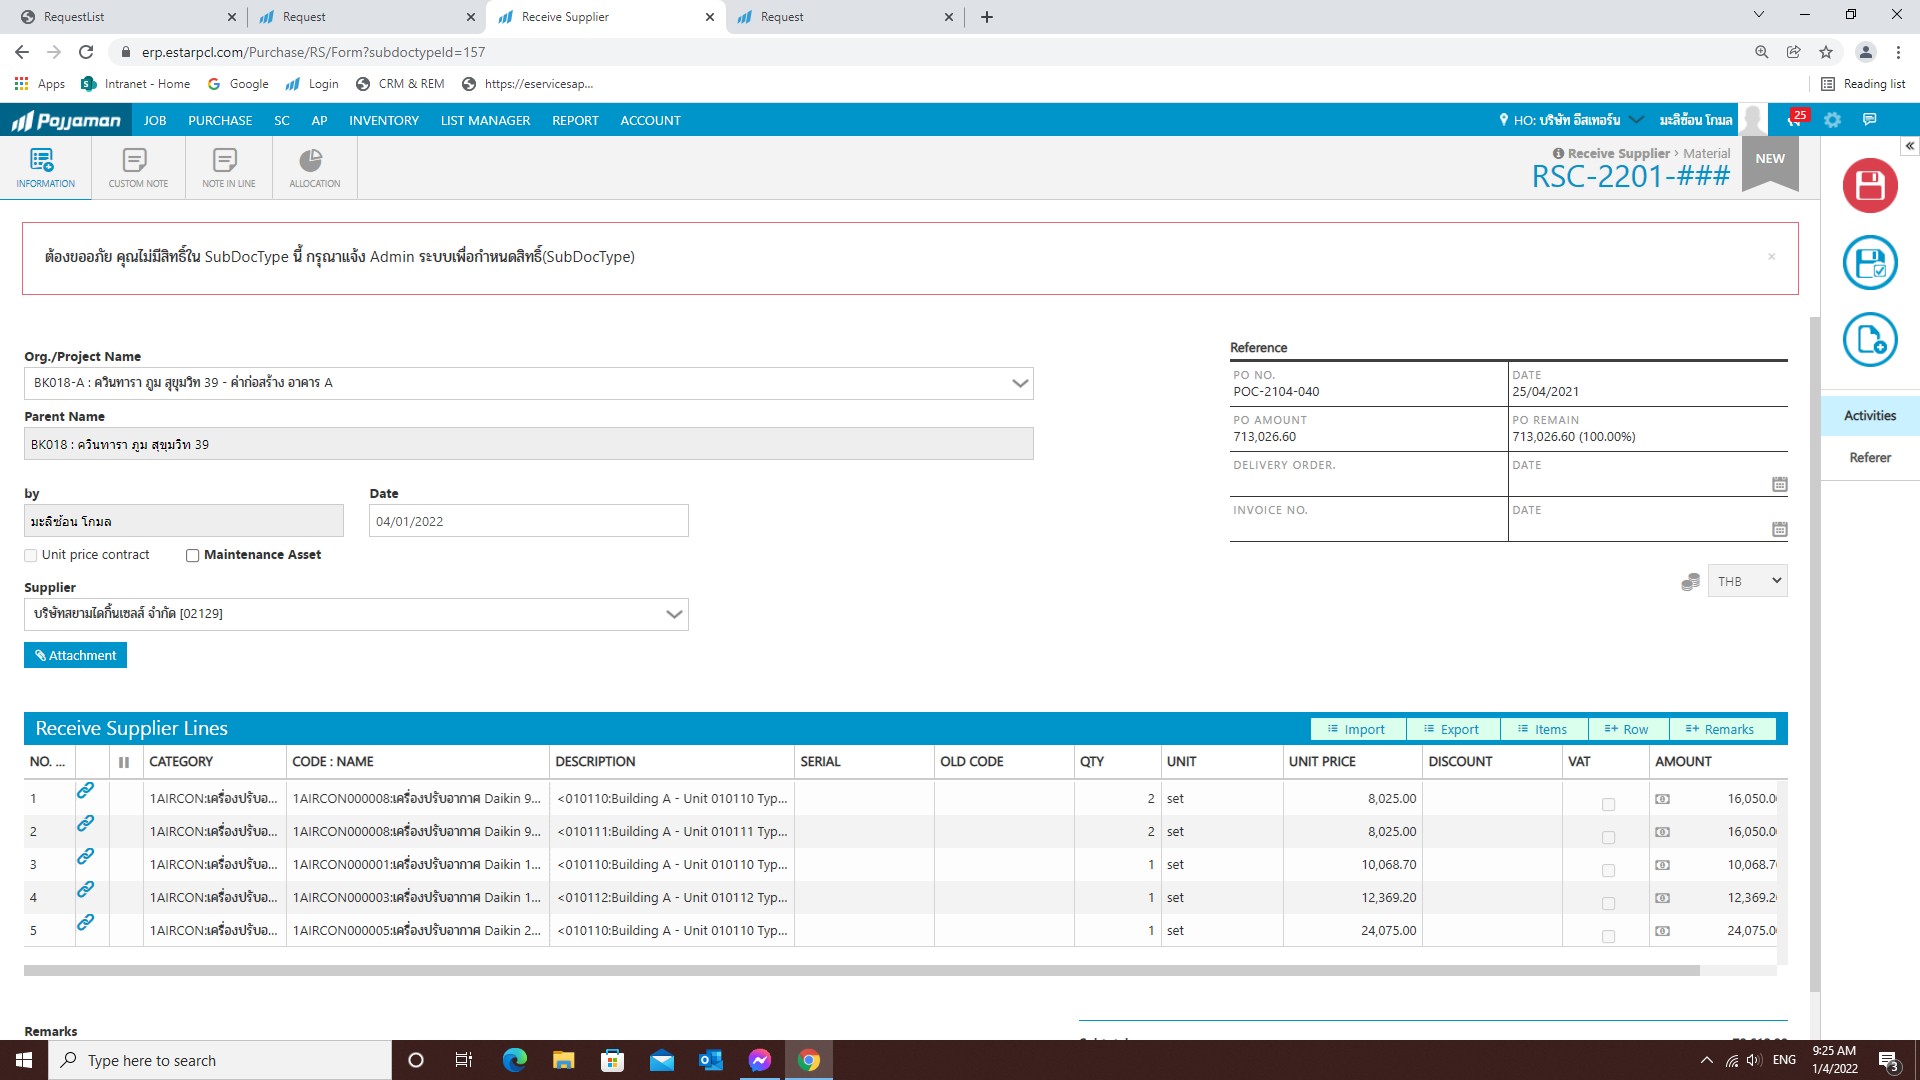 RequestList
Request
Receive Supplier
Request
erp.estarpcl.com/Purchase/RS/Form?subdoctypeId=157
Apps
Intranet - Home
Google
Login
CRM & REM
https://eservicesap...
Reading list
Pojjaman
JOB
PURCHASE
SC
AP
INVENTORY
LIST MANAGER
REPORT
ACCOUNT
HO: บริษัท อีสเทอร์น
มะลิซ้อน โกมล
25
INFORMATION
CUSTOM NOTE
NOTE IN LINE
ALLOCATION
Receive Supplier › Material
RSC-2201-###
NEW
ต้องขออภัย คุณไม่มีสิทธิ์ใน SubDocType นี้ กรุณาแจ้ง Admin ระบบเพื่อกำหนดสิทธิ์(SubDocType)
Org./Project Name
BK018-A : ควินทารา ภูม สุขุมวิท 39 - ค่าก่อสร้าง อาคาร A
Parent Name
BK018 : ควินทารา ภูม สุขุมวิท 39
by
Date
มะลิซ้อน โกมล
04/01/2022
Unit price contract
Maintenance Asset
Supplier
บริษัทสยามไดกิ้นเซลส์ จำกัด [02129]
Attachment
Reference
PO NO.
DATE
POC-2104-040
25/04/2021
PO AMOUNT
PO REMAIN
713,026.60
713,026.60 (100.00%)
DELIVERY ORDER.
DATE
INVOICE NO.
DATE
THB
Activities
Referer
Receive Supplier Lines
Import
Export
Items
Row
Remarks
NO. ... CATEGORY CODE : NAME DESCRIPTION SERIAL OLD CODE QTY UNIT UNIT PRICE DISCOUNT VAT AMOUNT
1 1AIRCON:เครื่องปรับอ... 1AIRCON000008:เครื่องปรับอากาศ Daikin 9... <010110:Building A - Unit 010110 Typ... 2 set 8,025.00 16,050.0
2 1AIRCON:เครื่องปรับอ... 1AIRCON000008:เครื่องปรับอากาศ Daikin 9... <010111:Building A - Unit 010111 Typ... 2 set 8,025.00 16,050.0
3 1AIRCON:เครื่องปรับอ... 1AIRCON000001:เครื่องปรับอากาศ Daikin 1... <010110:Building A - Unit 010110 Typ... 1 set 10,068.70 10,068.7
4 1AIRCON:เครื่องปรับอ... 1AIRCON000003:เครื่องปรับอากาศ Daikin 1... <010112:Building A - Unit 010112 Typ... 1 set 12,369.20 12,369.2
5 1AIRCON:เครื่องปรับอ... 1AIRCON000005:เครื่องปรับอากาศ Daikin 2... <010110:Building A - Unit 010110 Typ... 1 set 24,075.00 24,075.0
Remarks
Type here to search
ENG
9:25 AM
1/4/2022
3